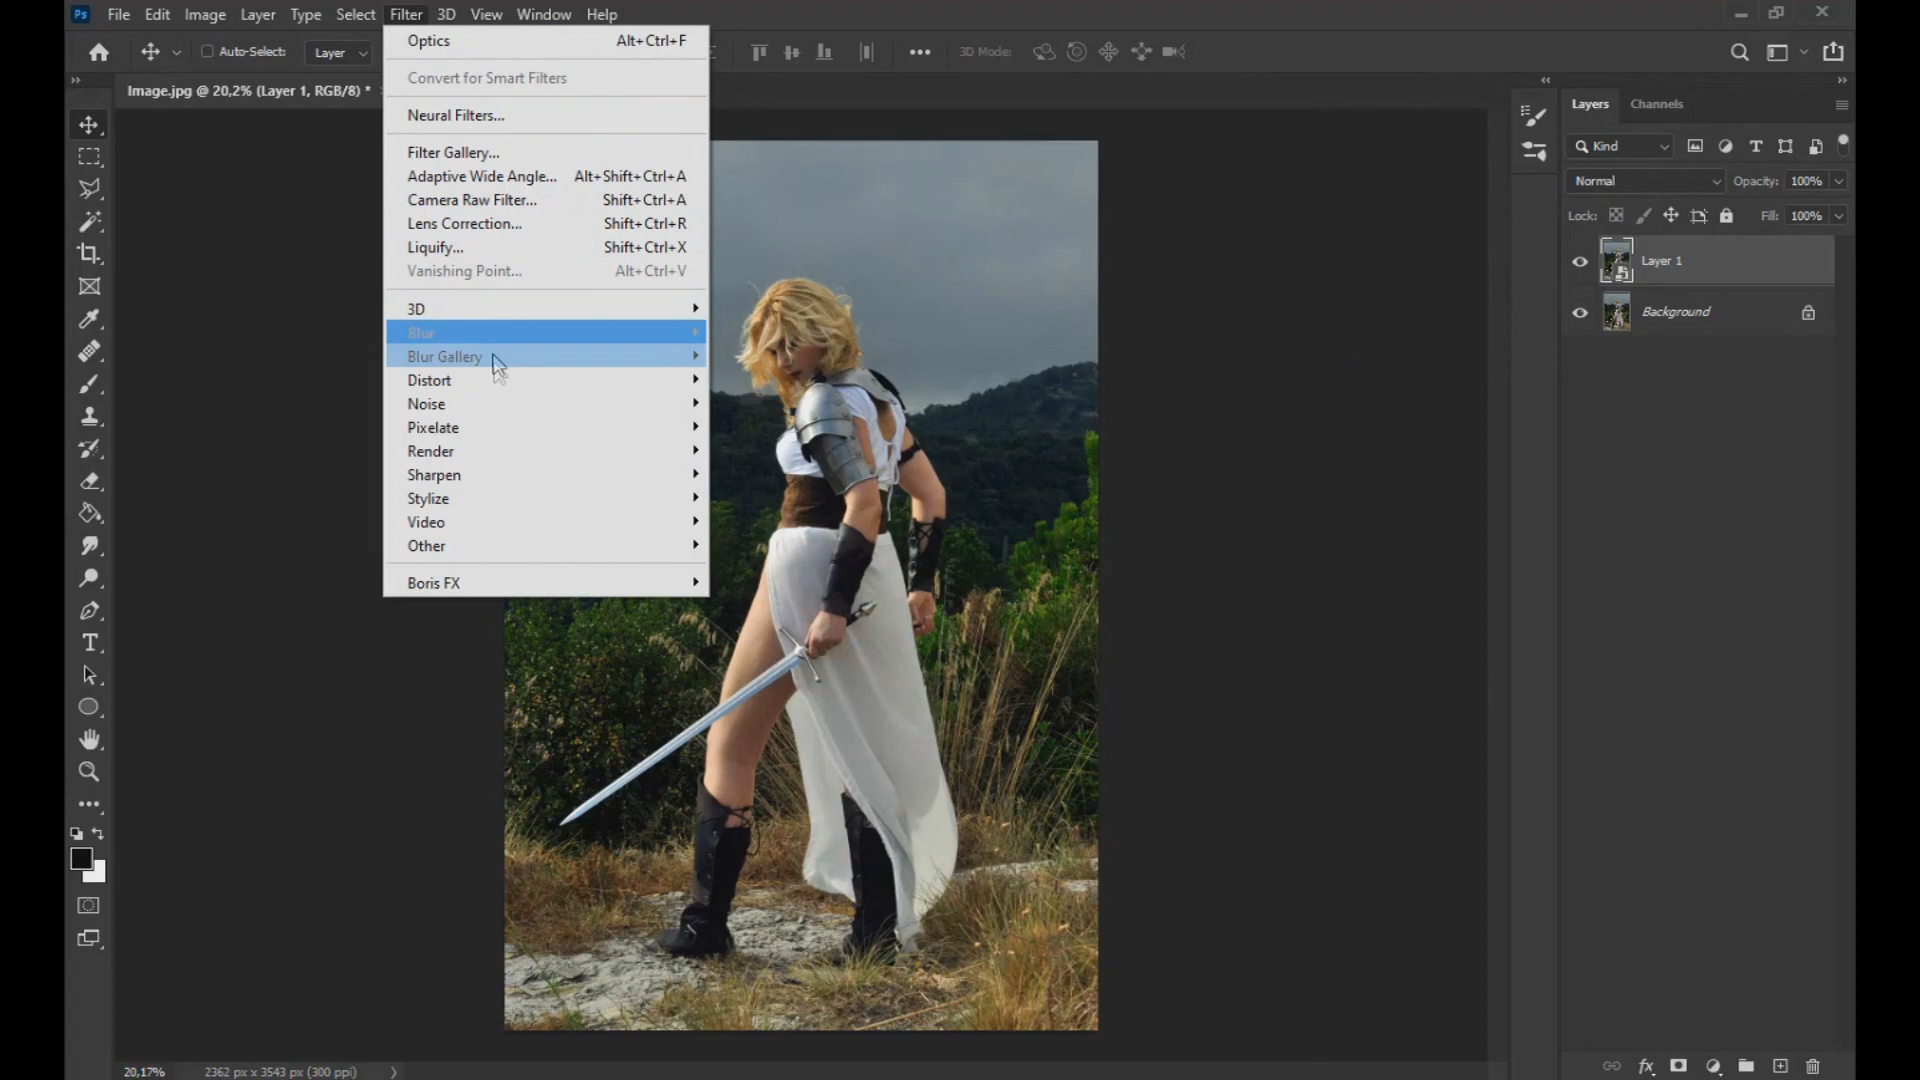 Ps File Edit Image Layer Type Select Filter 3D View Window Help
Auto-Select: Layer 3D Mode:
Image.jpg @ 20,2% (Layer 1, RGB/8) *
Optics Alt+Ctrl+F
Convert for Smart Filters
Neural Filters...
Filter Gallery...
Adaptive Wide Angle... Alt+Shift+Ctrl+A
Camera Raw Filter... Shift+Ctrl+A
Lens Correction... Shift+Ctrl+R
Liquify... Shift+Ctrl+X
Vanishing Point... Alt+Ctrl+V
3D
Blur
Blur Gallery
Distort
Noise
Pixelate
Render
Sharpen
Stylize
Video
Other
Boris FX
Layers Channels
Kind
Normal Opacity: 100%
Lock: Fill: 100%
Layer 1
Background
20,17% 2362 px x 3543 px (300 ppi)